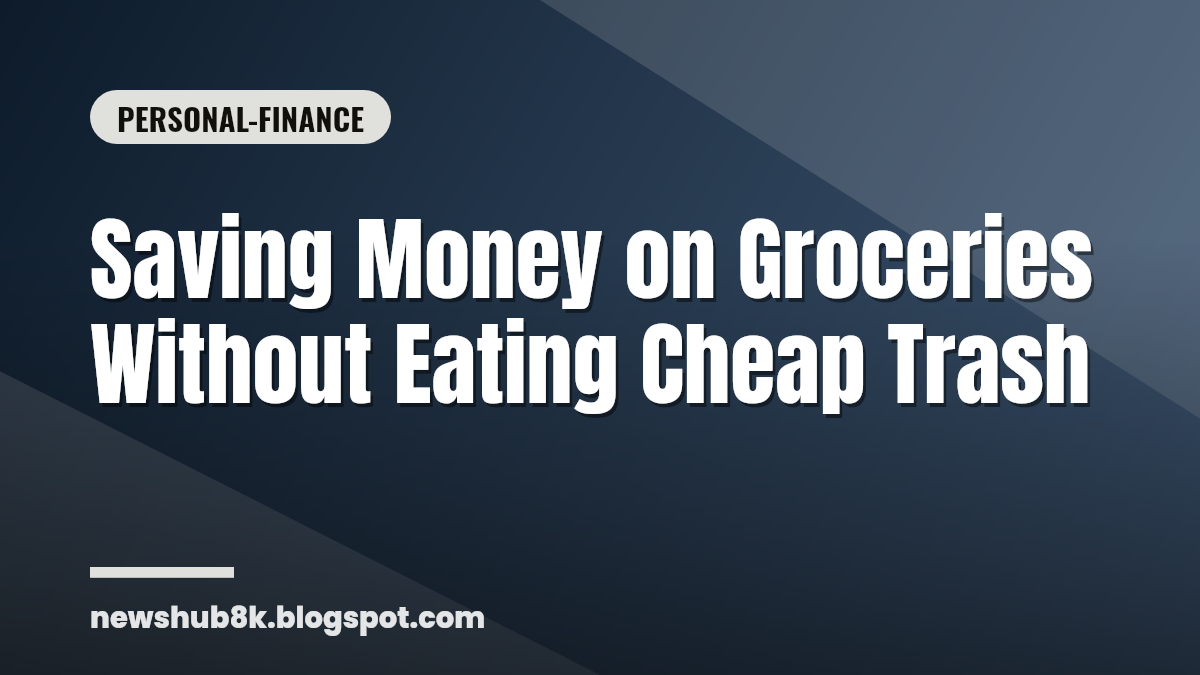 PERSONAL-FINANCE
Saving Money on Groceries
Without Eating Cheap Trash
newshub8k.blogspot.com